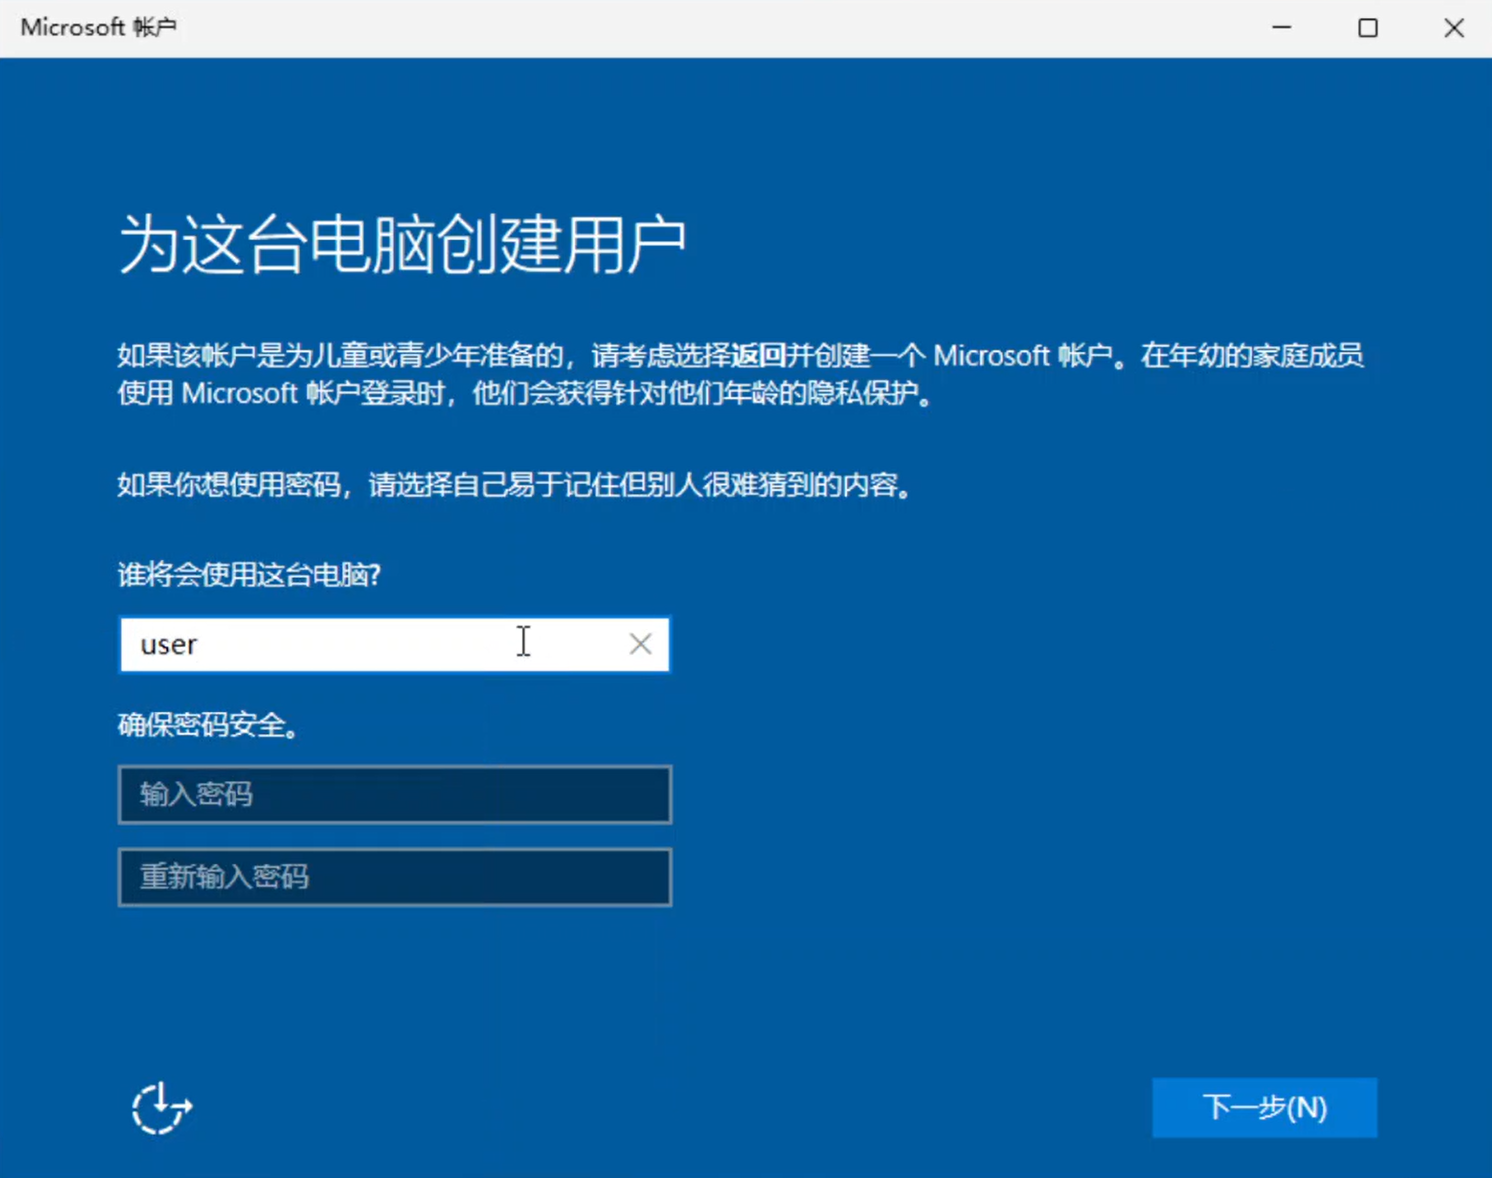 Microsoft 帐户
为这台电脑创建用户
如果该帐户是为儿童或青少年准备的，请考虑选择返回并创建一个 Microsoft 帐户。在年幼的家庭成员
使用 Microsoft 帐户登录时，他们会获得针对他们年龄的隐私保护。
如果你想使用密码，请选择自己易于记住但别人很难猜到的内容。
谁将会使用这台电脑?
user
确保密码安全。
输入密码
重新输入密码
下一步(N)